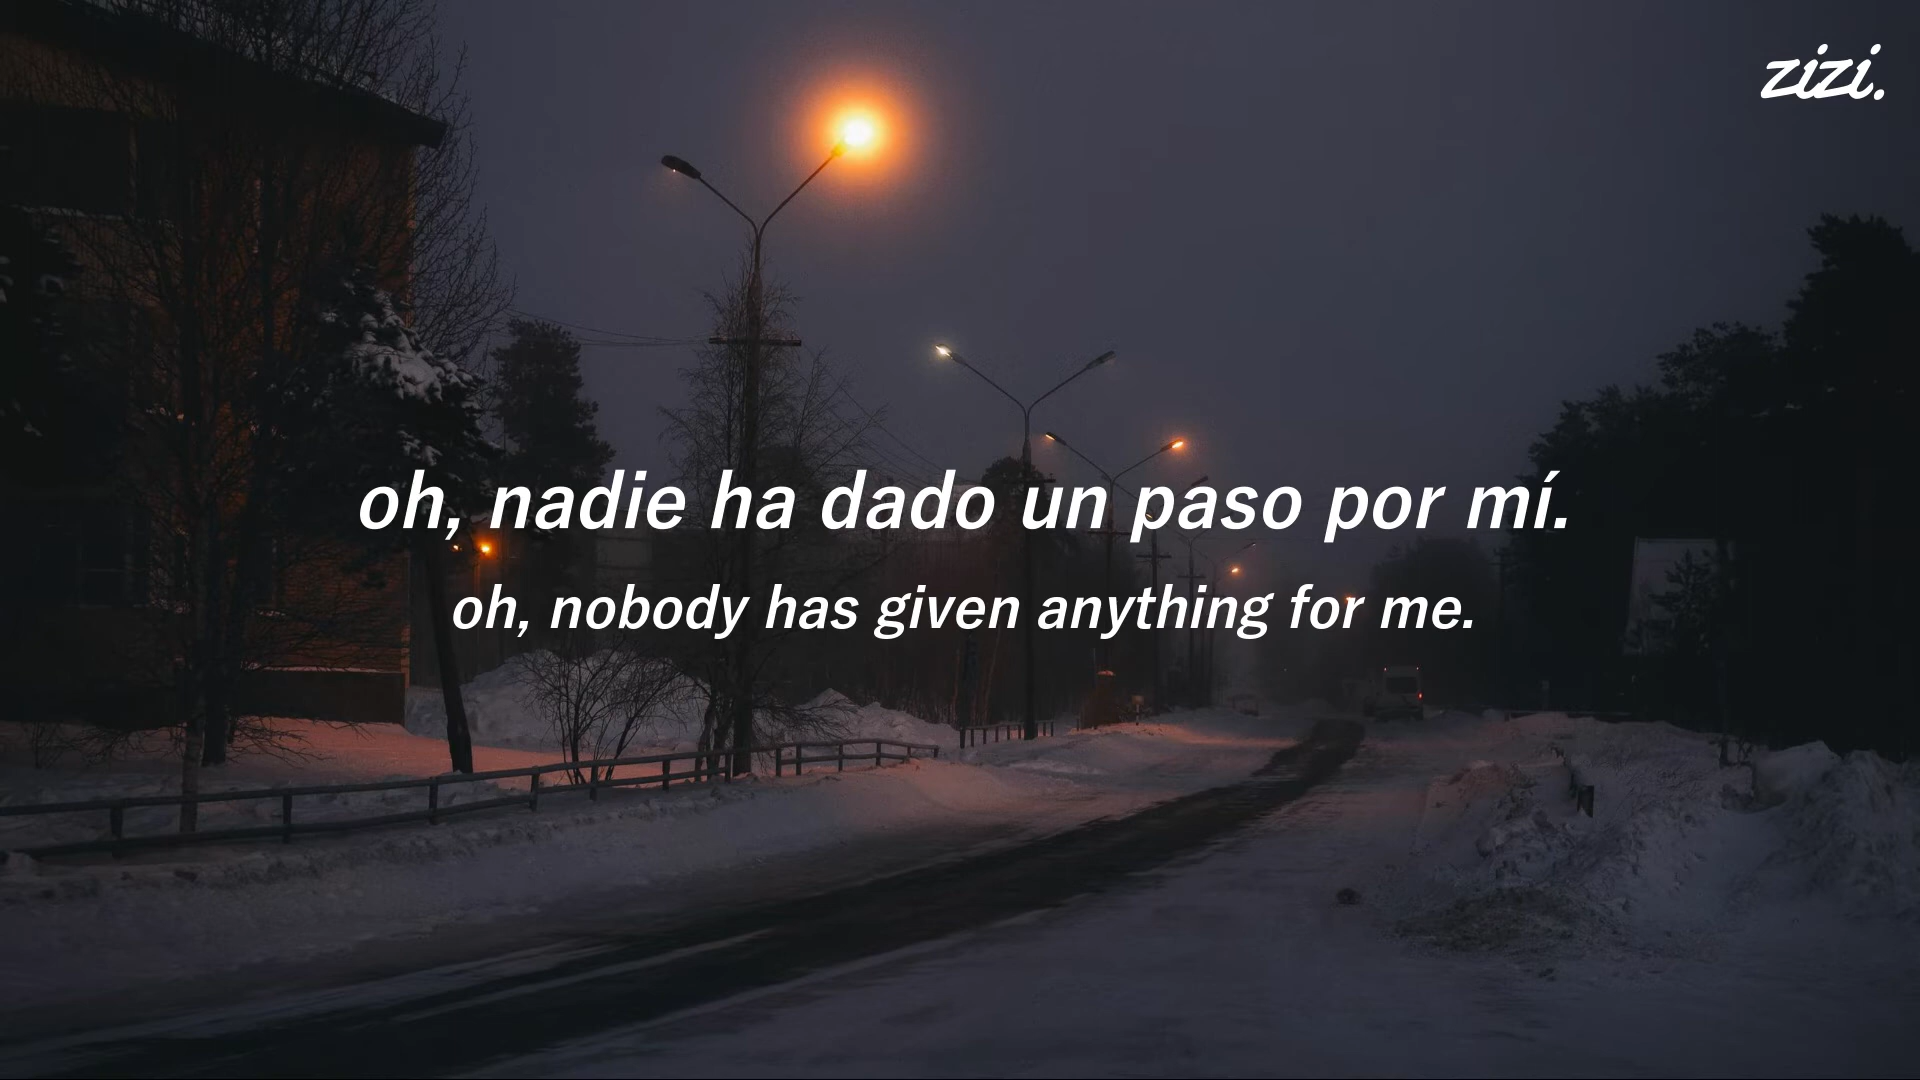 zizi.
oh, nadie ha dado un paso por mí.
oh, nobody has given anything for me.